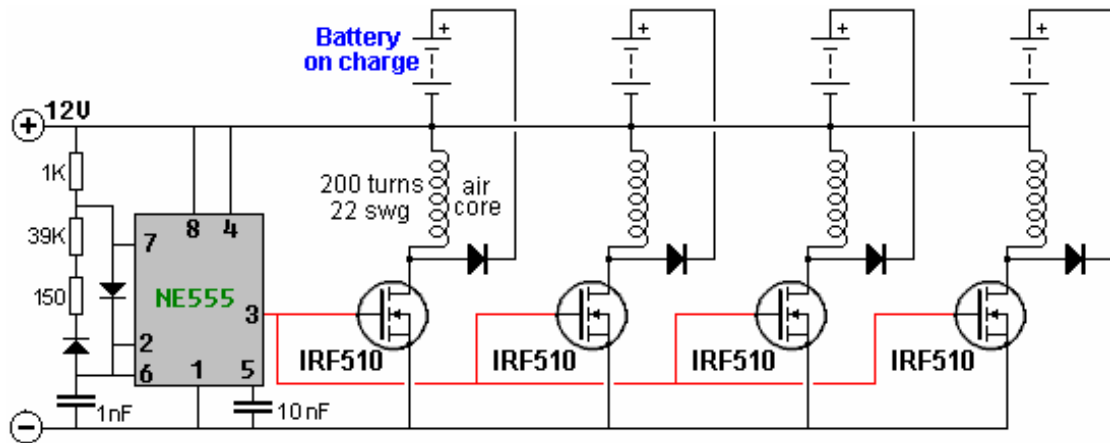 Battery
on charge
+
+
+
+
+
12V
1K
200 turns
22 swg
air
core
39K
7
8
4
150
NE555
3
2
6
1
5
IRF510
IRF510
IRF510
IRF510
1nF
10nF
−